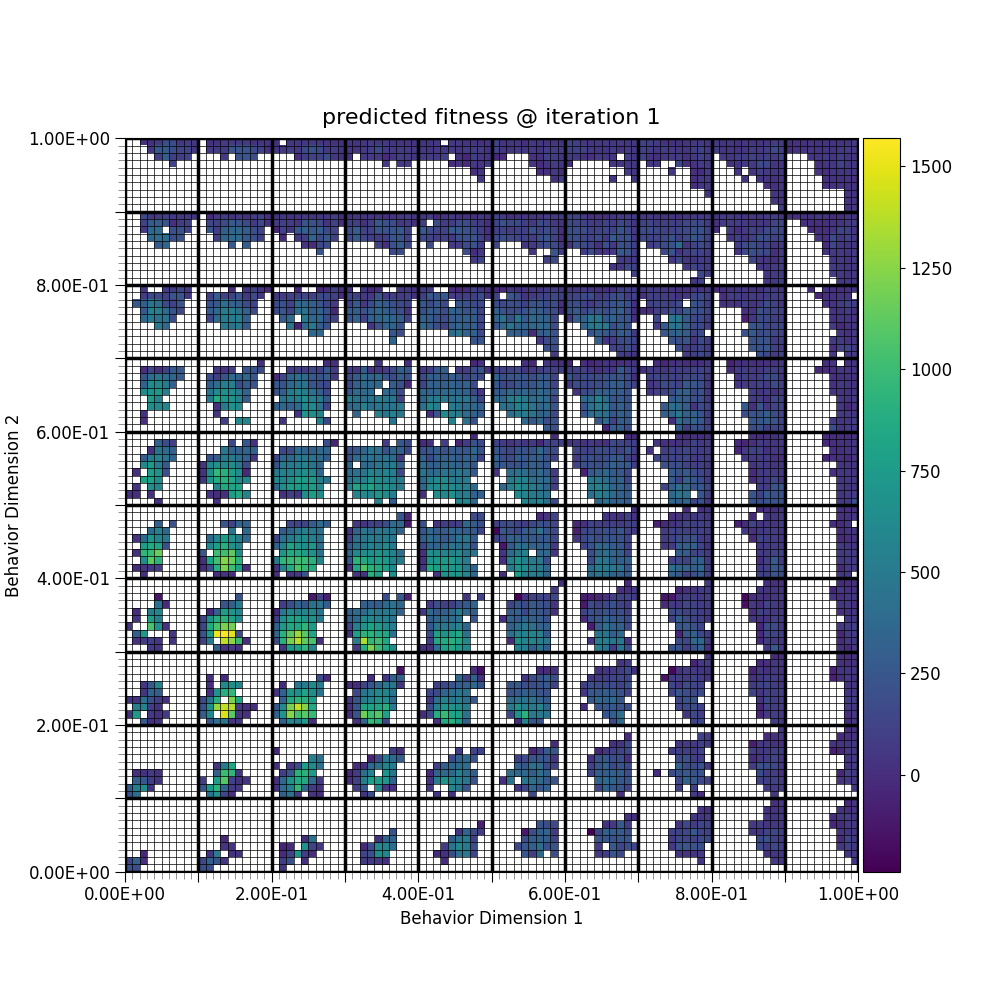 predicted fitness @ iteration 1
1.00E+00
8.00E-01
6.00E-01
4.00E-01
2.00E-01
0.00E+00
Behavior Dimension 2
0.00E+00 2.00E-01 4.00E-01 6.00E-01 8.00E-01 1.00E+00
Behavior Dimension 1
1500
1250
1000
750
500
250
0